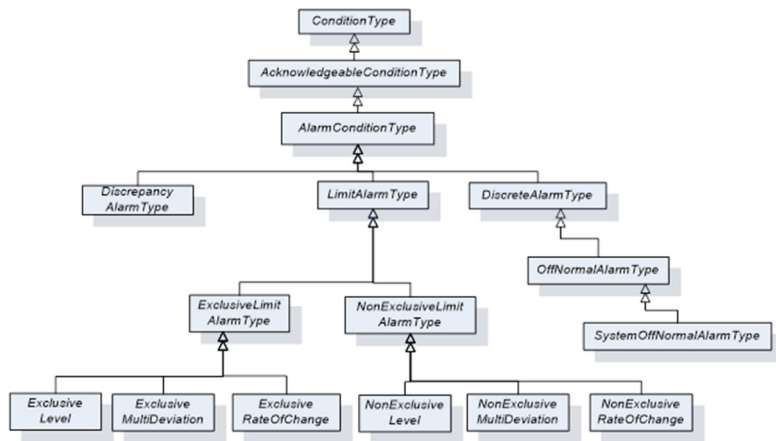 ConditionType
AcknowledgeableConditionType
AlarmConditionType
Discrepancy
AlarmType
LimitAlarmType
DiscreteAlarmType
OffNormalAlarmType
ExclusiveLimit
AlarmType
NonExclusiveLimit
AlarmType
SystemOffNormalAlarmType
Exclusive
Level
Exclusive
MultiDeviation
Exclusive
RateOfChange
NonExclusive
Level
NonExclusive
MultiDeviation
NonExclusive
RateOfChange